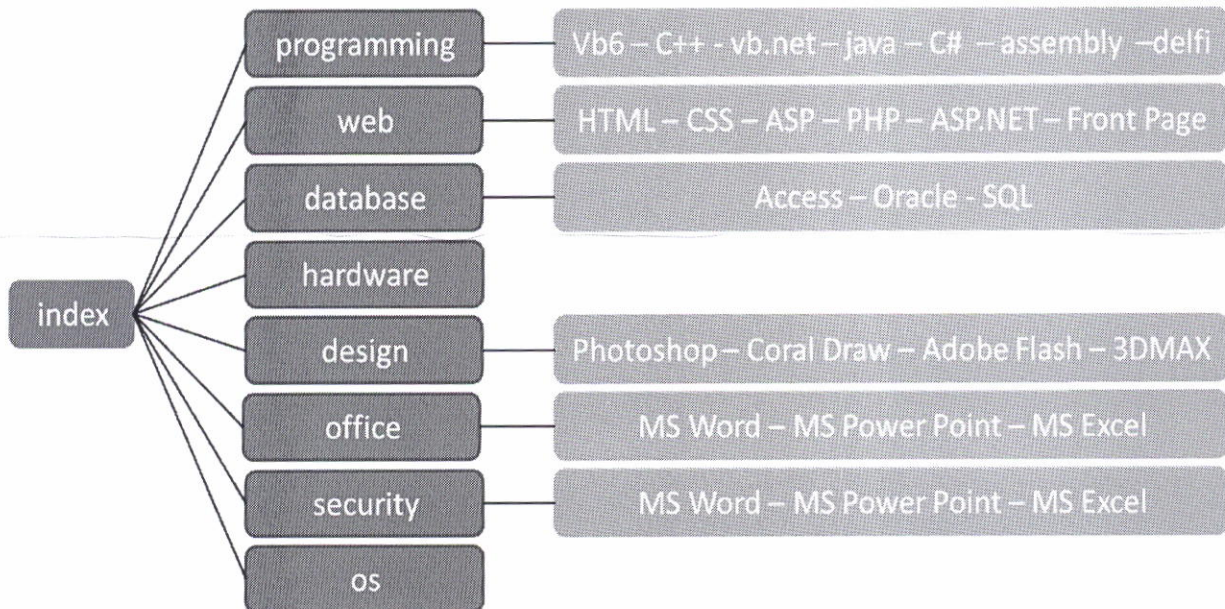 programming
Vb6 – C++ - vb.net – java – C# – assembly –delfi
web
HTML – CSS – ASP – PHP – ASP.NET – Front Page
database
Access – Oracle - SQL
hardware
index
design
Photoshop – Coral Draw – Adobe Flash – 3DMAX
office
MS Word – MS Power Point – MS Excel
security
MS Word – MS Power Point – MS Excel
os